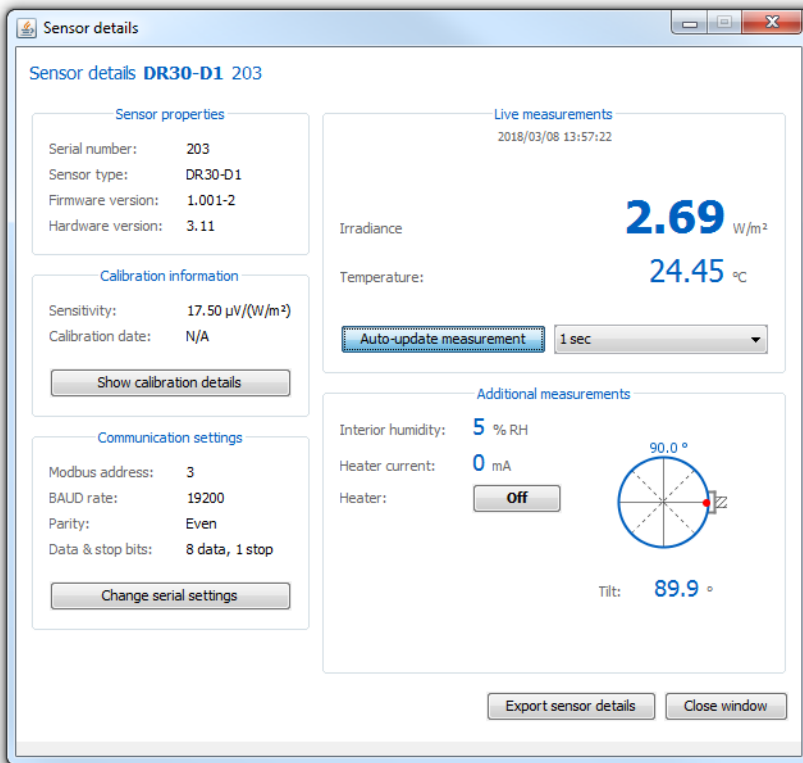 Sensor details
Sensor details DR30-D1 203
Sensor properties
Serial number: 203
Sensor type: DR30-D1
Firmware version: 1.001-2
Hardware version: 3.11
Calibration information
Sensitivity: 17.50 µV/(W/m²)
Calibration date: N/A
Show calibration details
Communication settings
Modbus address: 3
BAUD rate: 19200
Parity: Even
Data & stop bits: 8 data, 1 stop
Change serial settings
Live measurements
2018/03/08 13:57:22
Irradiance 2.69 W/m²
Temperature: 24.45 °C
Auto-update measurement 1 sec
Additional measurements
Interior humidity: 5 % RH
Heater current: 0 mA
Heater: Off
90.0 °
Tilt: 89.9 °
Export sensor details Close window